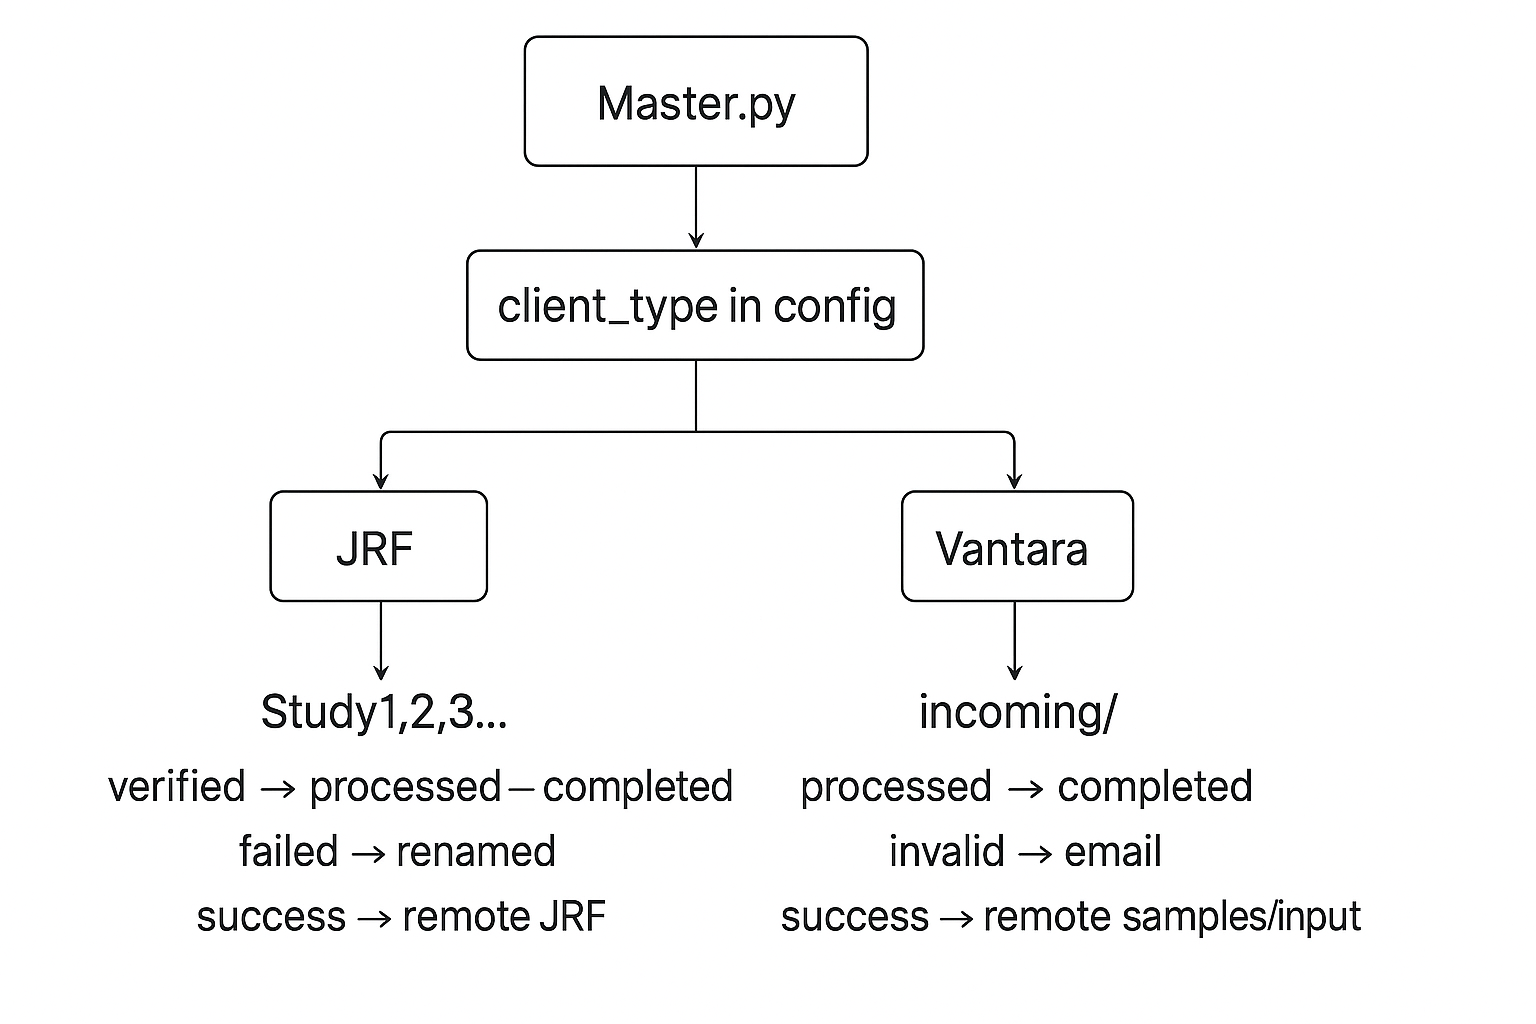 Master.py
client_type in config
JRF
Vantara
Study1,2,3...
verified → processed – completed
failed → renamed
success → remote JRF
incoming/
processed → completed
invalid → email
success → remote samples/input